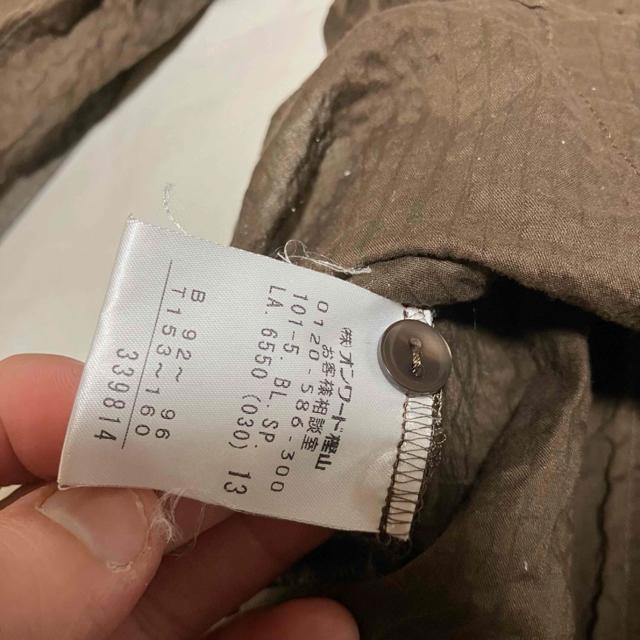 ㈱オンワード樫山
お客様相談室
0120-586-300
101-5 BL. SP.
LA. 6550 (030) 13
B 92~ 96
T 153~160
339814